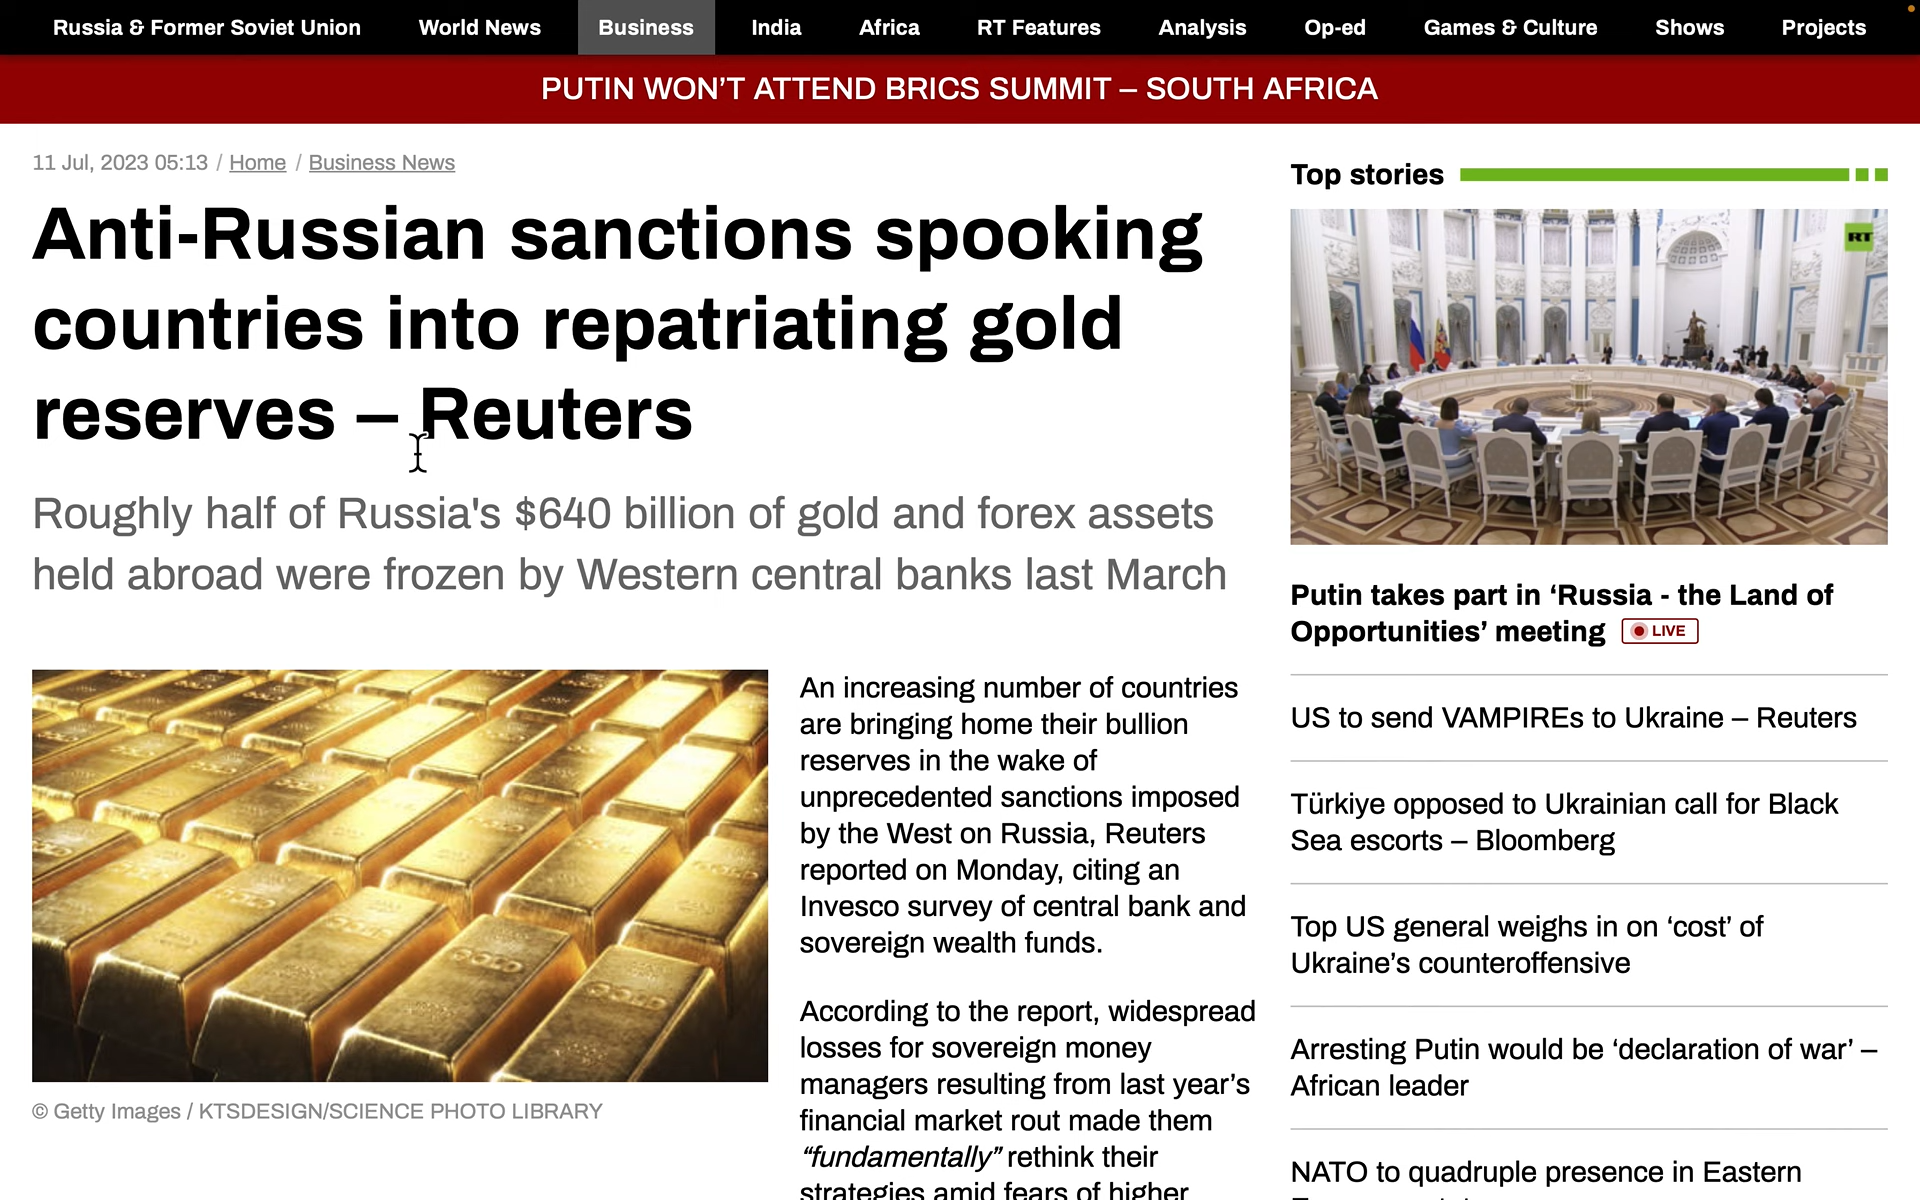 Russia & Former Soviet Union World News Business India Africa RT Features Analysis Op-ed Games & Culture Shows Projects
PUTIN WON’T ATTEND BRICS SUMMIT – SOUTH AFRICA
11 Jul, 2023 05:13 / Home / Business News
Anti-Russian sanctions spooking
countries into repatriating gold
reserves – Reuters
Roughly half of Russia's $640 billion of gold and forex assets
held abroad were frozen by Western central banks last March
GOLD
GOLD
GOLD
© Getty Images / KTSDESIGN/SCIENCE PHOTO LIBRARY
An increasing number of countries
are bringing home their bullion
reserves in the wake of
unprecedented sanctions imposed
by the West on Russia, Reuters
reported on Monday, citing an
Invesco survey of central bank and
sovereign wealth funds.
According to the report, widespread
losses for sovereign money
managers resulting from last year’s
financial market rout made them
“fundamentally” rethink their
strategies amid fears of higher
Top stories
RT
Putin takes part in ‘Russia - the Land of
Opportunities’ meeting LIVE
US to send VAMPIREs to Ukraine – Reuters
Türkiye opposed to Ukrainian call for Black
Sea escorts – Bloomberg
Top US general weighs in on ‘cost’ of
Ukraine’s counteroffensive
Arresting Putin would be ‘declaration of war’ –
African leader
NATO to quadruple presence in Eastern